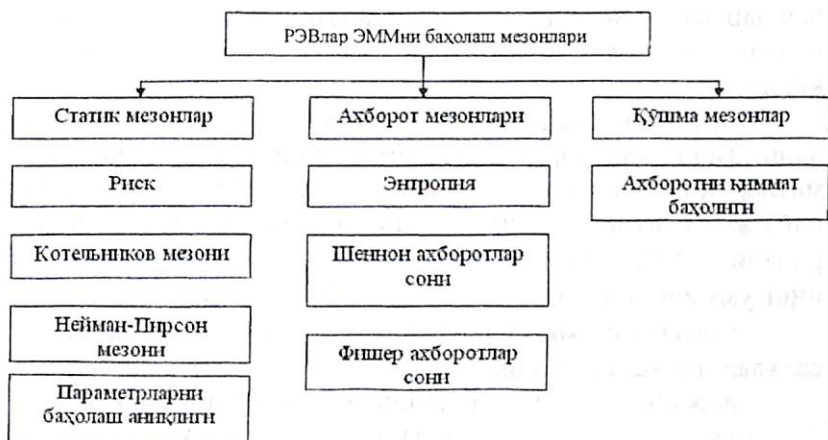 РЭВлар ЭММни баҳолаш мезонлари
Статик мезонлар
Ахборот мезонлари
Қўшма мезонлар
Риск
Энтропия
Ахборотни қиммат
баҳолиги
Котельников мезони
Шеннон ахборотлар
сони
Нейман-Пирсон
мезони
Фишер ахборотлар
сони
Параметрларни
баҳолаш аниқлиги